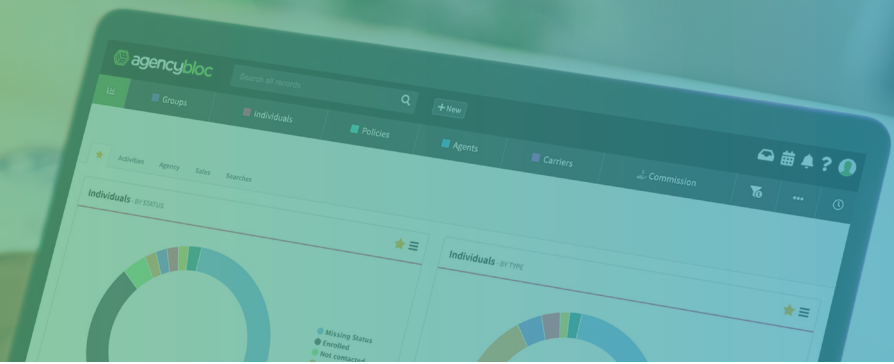 agencybloc
Search all records
+ New
Groups
Individuals
Policies
Agents
Carriers
Commission
Activities
Agency
Sales
Searches
Individuals - BY STATUS
Individuals - BY TYPE
Missing Status
Enrolled
Not contacted